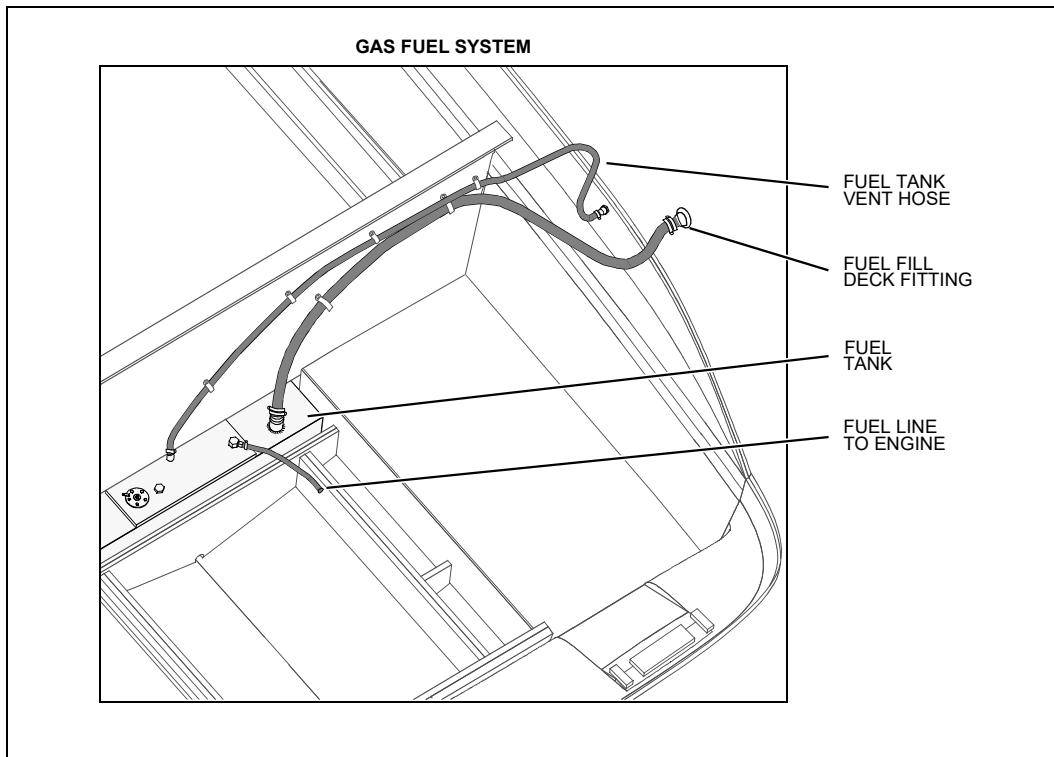 GAS FUEL SYSTEM
FUEL TANK
VENT HOSE
FUEL FILL
DECK FITTING
FUEL
TANK
FUEL LINE
TO ENGINE